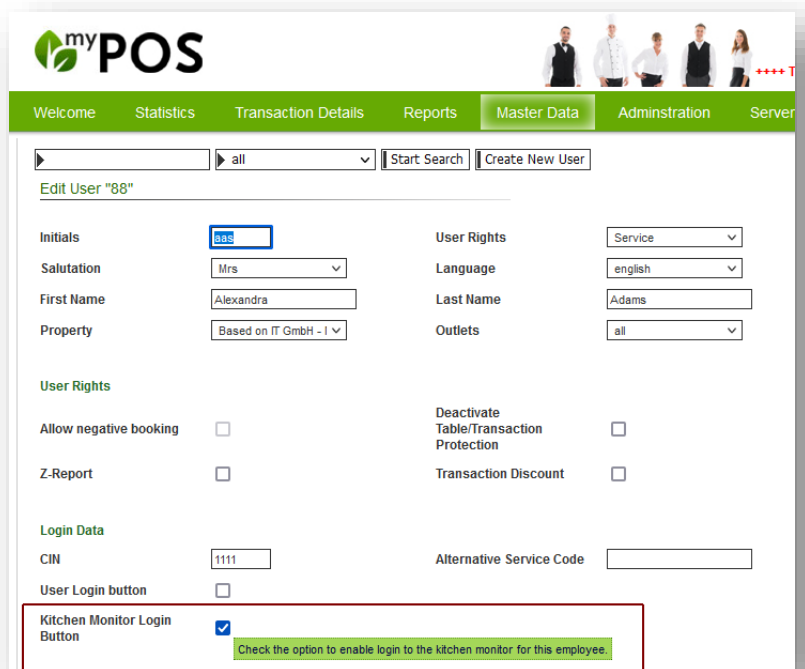 myPOS
++++ T
Welcome Statistics Transaction Details Reports Master Data Adminstration Server
all Start Search Create New User
Edit User "88"
Initials aas User Rights Service
Salutation Mrs Language english
First Name Alexandra Last Name Adams
Property Based on IT GmbH - Outlets all
User Rights
Allow negative booking Deactivate
Table/Transaction
Protection
Z-Report Transaction Discount
Login Data
CIN 1111 Alternative Service Code
User Login button
Kitchen Monitor Login
Button
Check the option to enable login to the kitchen monitor for this employee.